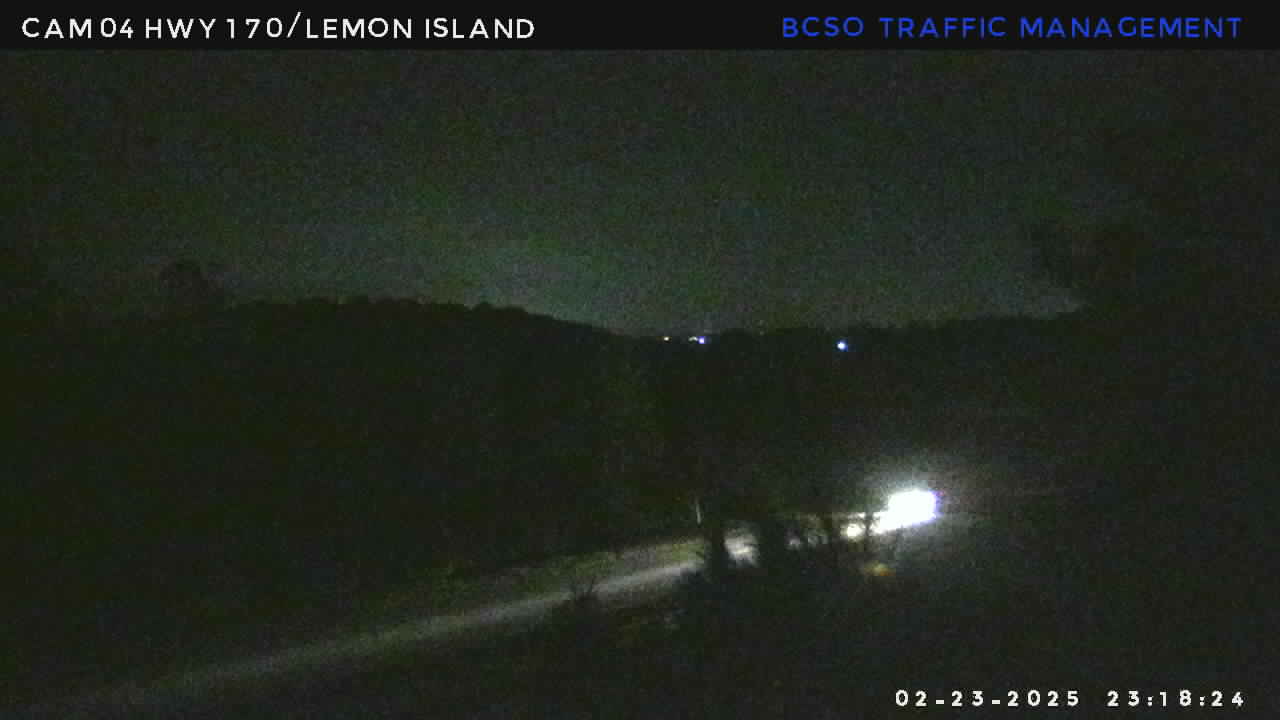 CAM04 HWY 170/LEMON ISLAND
BCSO TRAFFIC MANAGEMENT
02-23-2025 23:18:24